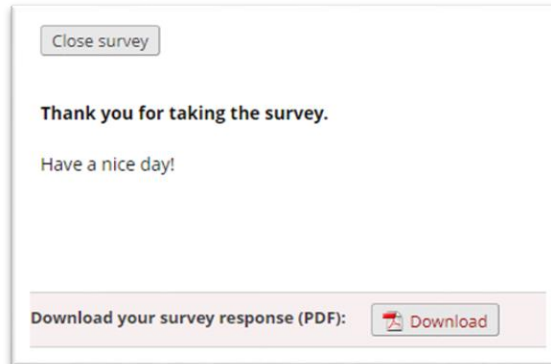 Close survey
Thank you for taking the survey.
Have a nice day!
Download your survey response (PDF): Download